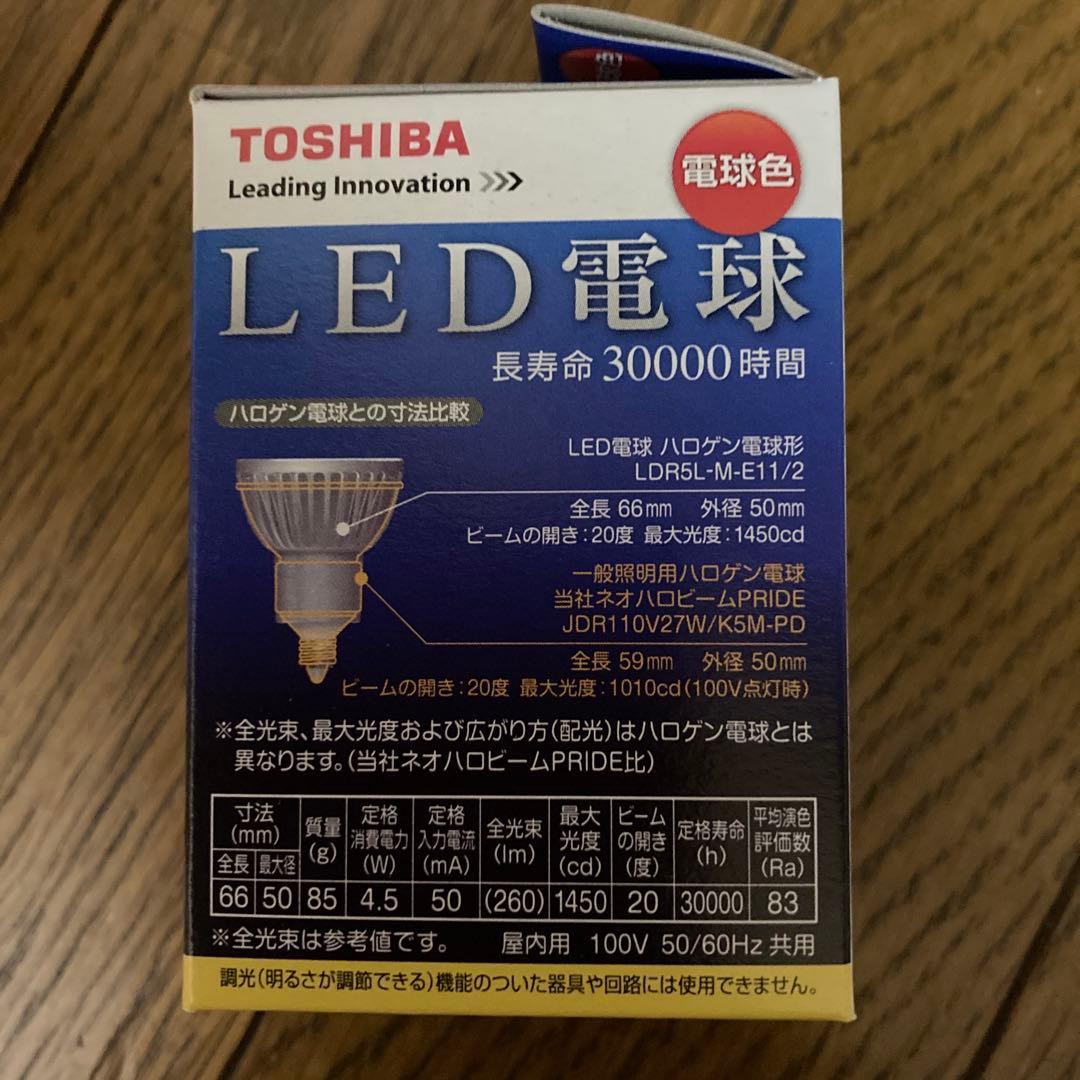 TOSHIBA
Leading Innovation >>>
電球色
LED電球
長寿命30000時間
ハロゲン電球との寸法比較
LED電球 ハロゲン電球形
LDR5L-M-E11/2
全長 66mm 外径 50mm
ビームの開き:20度 最大光度:1450cd
一般照明用ハロゲン電球
当社ネオハロビームPRIDE
JDR110V27W/K5M-PD
全長 59mm 外径 50mm
ビームの開き:20度 最大光度:1010cd(100V点灯時)
※全光束、最大光度および広がり方(配光)はハロゲン電球とは
異なります。(当社ネオハロビームPRIDE比)
寸法(mm) 質量(g) 定格消費電力(W) 定格入力電流(mA) 全光束(lm) 最大光度(cd) ビームの開き(度) 定格寿命(h) 平均演色評価数(Ra)
全長 最大径
66 50 85 4.5 50 (260) 1450 20 30000 83
※全光束は参考値です。 屋内用 100V 50/60Hz 共用
調光(明るさが調節できる)機能のついた器具や回路には使用できません。